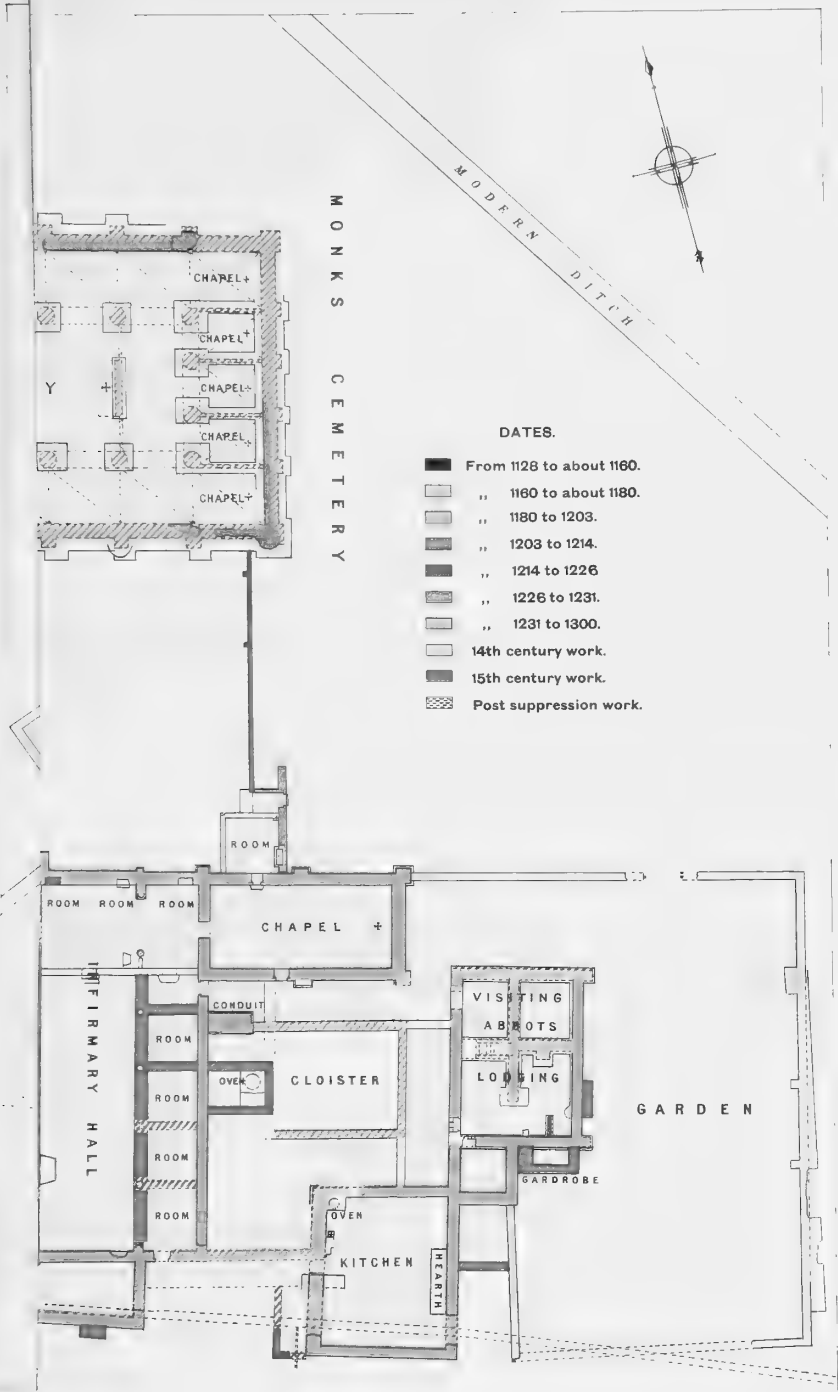 MODERN DITCH
MONKS CEMETERY
CHAPEL
CHAPEL
Y
CHAPEL
CHAPEL
CHAPEL
DATES.
From 1128 to about 1160.
,, 1160 to about 1180.
,, 1180 to 1203.
,, 1203 to 1214.
,, 1214 to 1226
,, 1226 to 1231.
,, 1231 to 1300.
14th century work.
15th century work.
Post suppression work.
ROOM
ROOM ROOM ROOM
CHAPEL
INFIRMARY HALL
CONDUIT
ROOM
OVEN
CLOISTER
ROOM
ROOM
ROOM
VISITING
ABBOTS
LODGING
GARDEN
GARDROBE
OVEN
KITCHEN
HEARTH